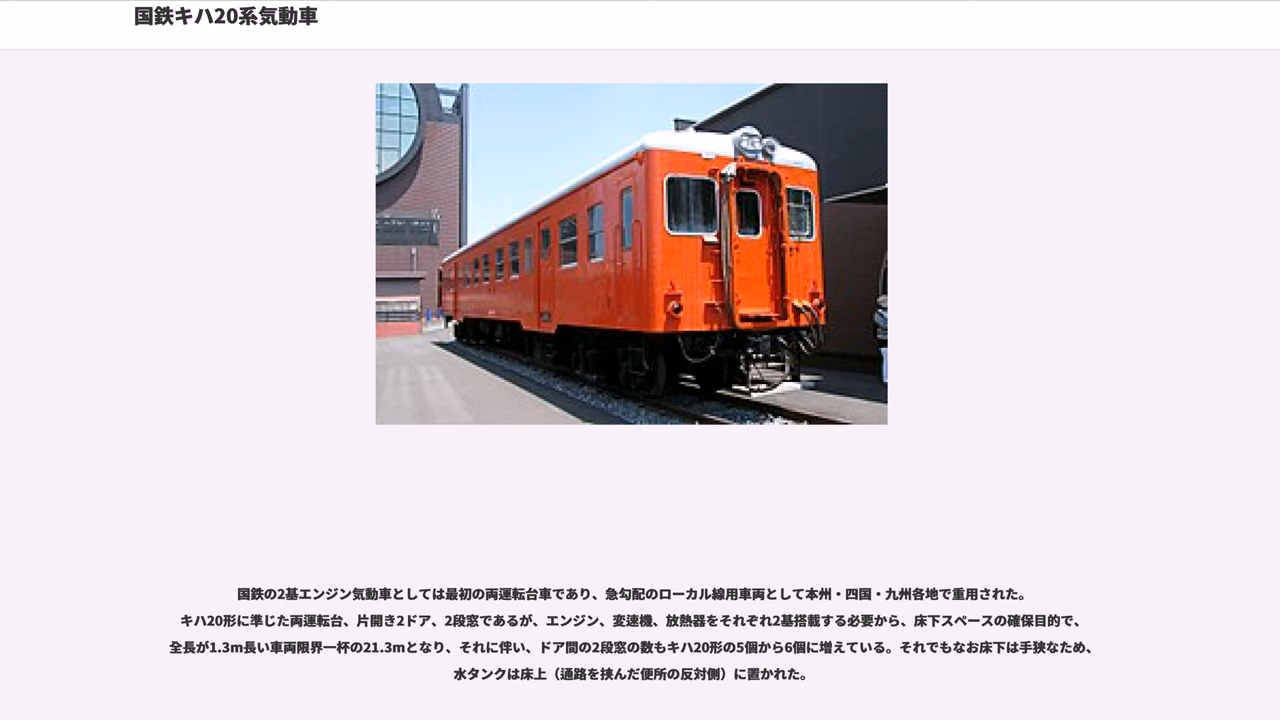 国鉄キハ20系気動車
国鉄の2基エンジン気動車としては最初の両運転台車であり、急勾配のローカル線用車両として本州・四国・九州各地で重用された。
キハ20形に準じた両運転台、片開き2ドア、2段窓であるが、エンジン、変速機、放熱器をそれぞれ2基搭載する必要から、床下スペースの確保目的で、
全長が1.3m長い車両限界一杯の21.3mとなり、それに伴い、ドア間の2段窓の数もキハ20形の5個から6個に増えている。それでもなお床下は手狭なため、
水タンクは床上（通路を挟んだ便所の反対側）に置かれた。